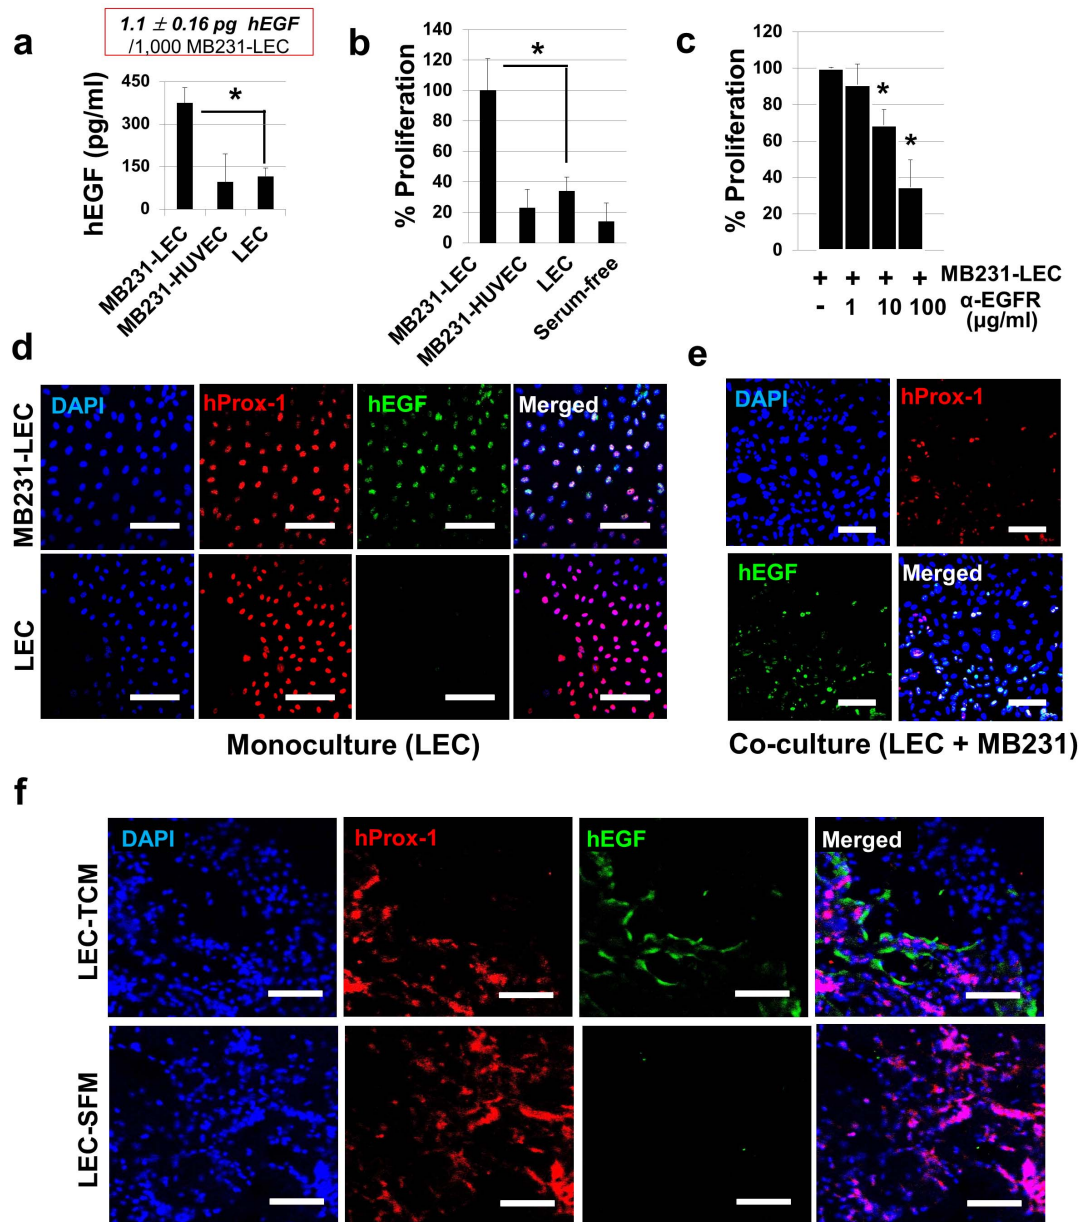 a
1.1 ± 0.16 pg hEGF
/1,000 MB231-LEC
hEGF (pg/ml)
450
300
150
0
*
MB231-LEC
MB231-HUVEC
LEC
b
% Proliferation
140
120
100
80
60
40
20
0
*
MB231-LEC
MB231-HUVEC
LEC
Serum-free
c
% Proliferation
120
100
80
60
40
20
0
*
*
+ + + + MB231-LEC
- 1 10 100 α-EGFR
(µg/ml)
d
MB231-LEC
DAPI
hProx-1
hEGF
Merged
LEC
Monoculture (LEC)
e
DAPI
hProx-1
hEGF
Merged
Co-culture (LEC + MB231)
f
LEC-TCM
DAPI
hProx-1
hEGF
Merged
LEC-SFM